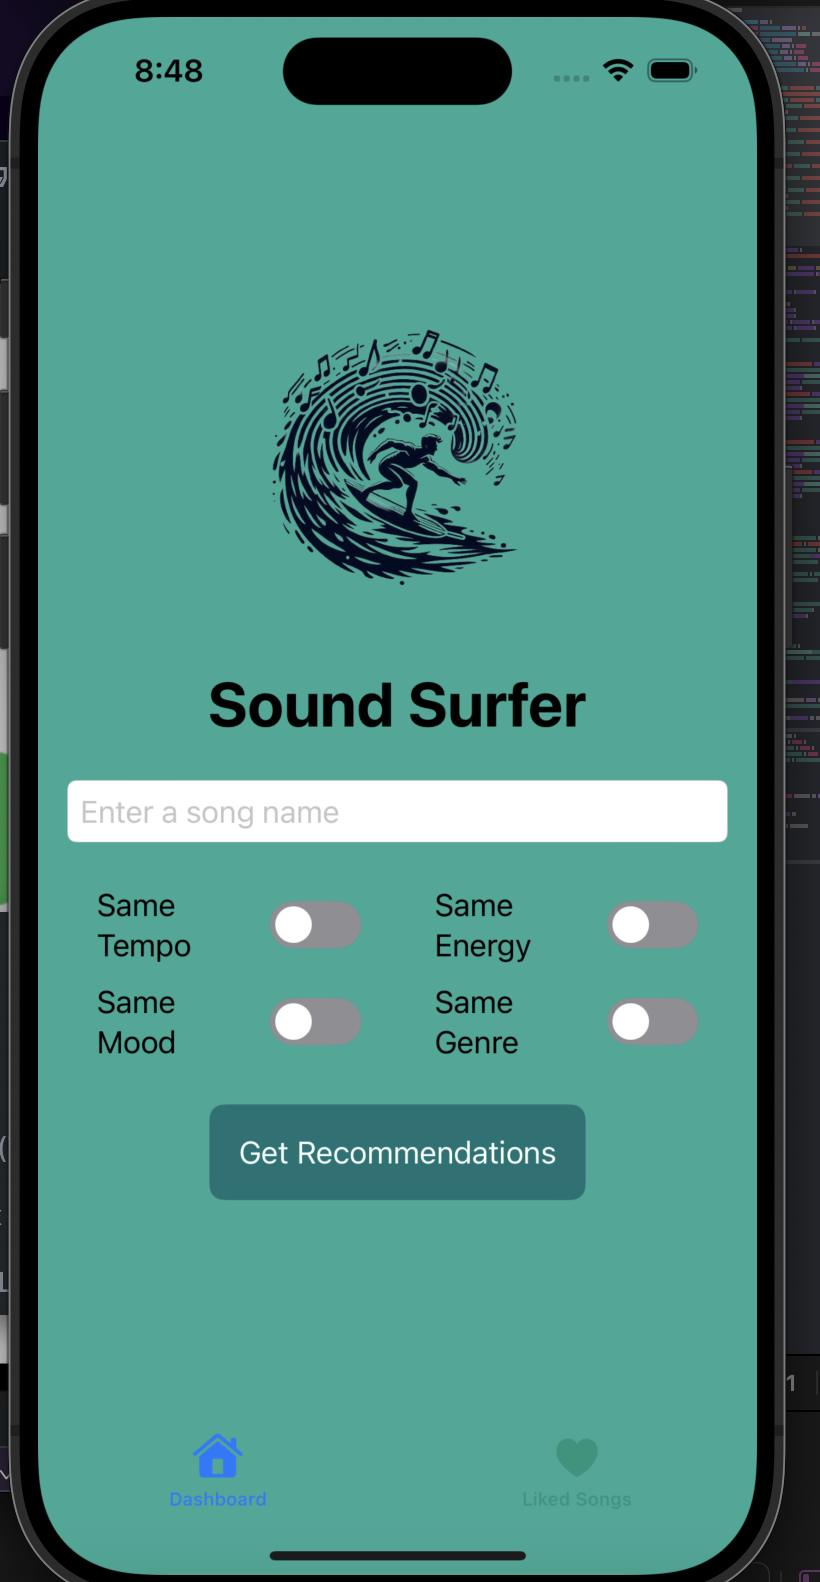 8:48
Sound Surfer
Enter a song name
Same
Tempo
Same
Energy
Same
Mood
Same
Genre
Get Recommendations
Dashboard
Liked Songs
1